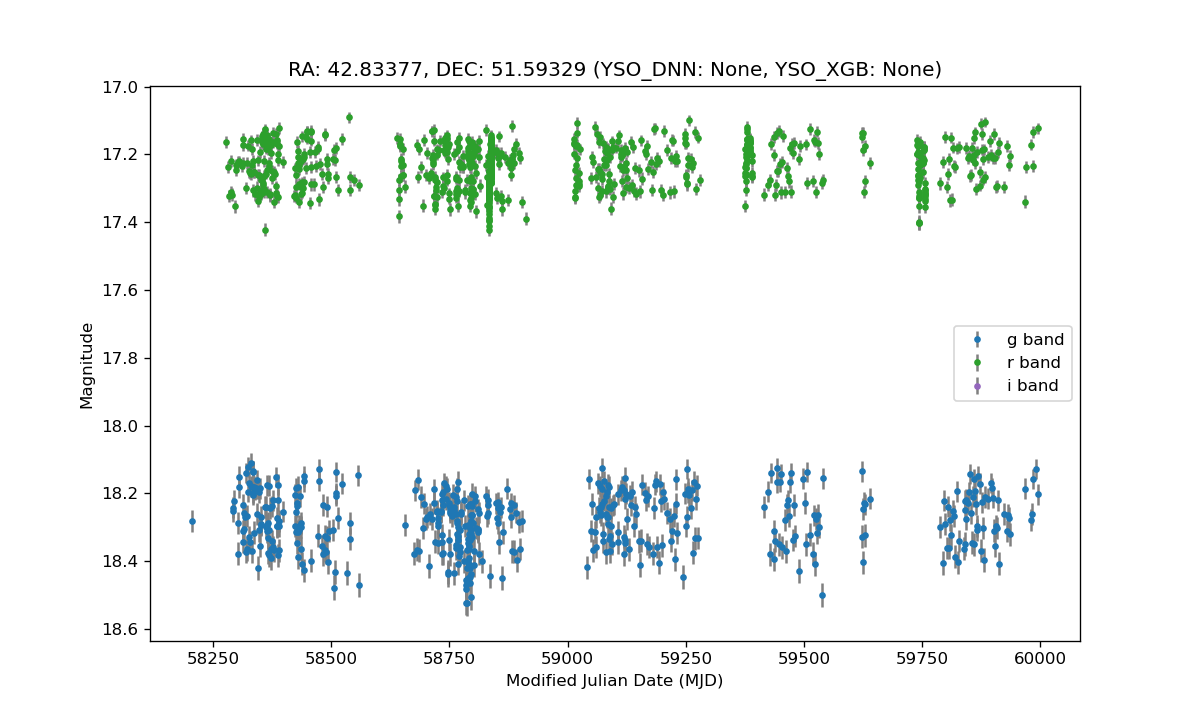 RA: 42.83377, DEC: 51.59329 (YSO_DNN: None, YSO_XGB: None)
17.0
17.2
17.4
17.6
17.8
18.0
18.2
18.4
18.6
Magnitude
g band
r band
i band
58250
58500
58750
59000
59250
59500
59750
60000
Modified Julian Date (MJD)